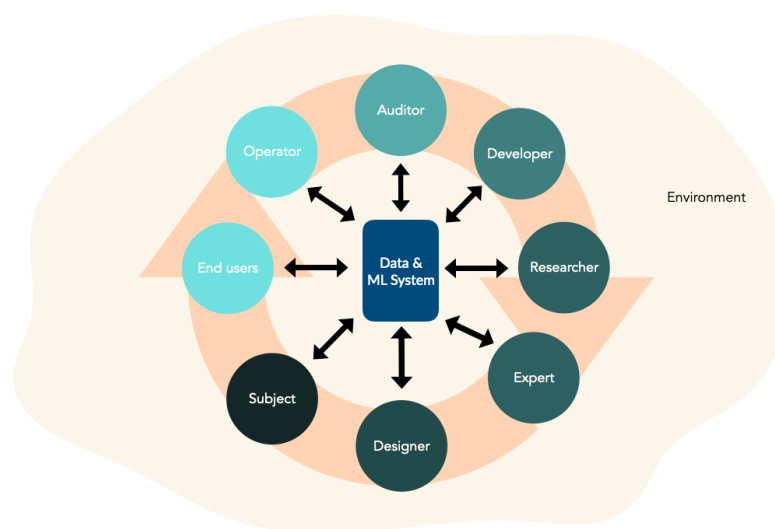 Auditor
Operator
Developer
Environment
Data &
ML System
End users
Researcher
Expert
Subject
Designer